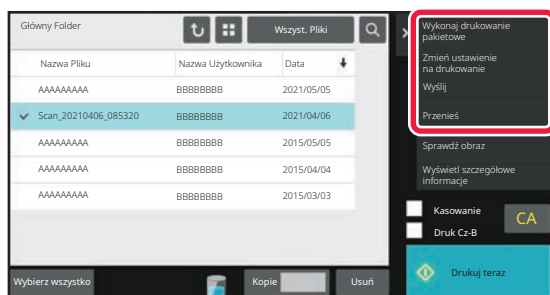 Główny Folder
Wszyst. Pliki
Nazwa Pliku Nazwa Użytkownika Data
AAAAAAAAA BBBBBBBB 2021/05/05
Scan_20210406_085320 BBBBBBBB 2021/04/06
AAAAAAAAA BBBBBBBB 2015/05/05
AAAAAAAAA BBBBBBBB 2015/04/04
AAAAAAAAA BBBBBBBB 2015/03/03
Wybierz wszystko Kopie Usuń
Wykonaj drukowanie
pakietowe
Zmień ustawienie
na drukowanie
Wyślij
Przenieś
Sprawdź obraz
Wyświetl szczegółowe
informacje
Kasowanie
CA
Druk Cz-B
Drukuj teraz